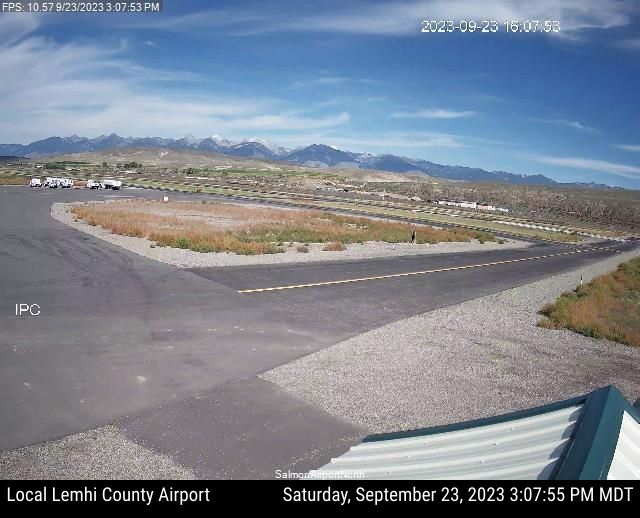 FPS: 10.57 9/23/2023 3:07:53 PM
2023-09-23 16:07:53
IPC
SalmonAirportNorth
Local Lemhi County Airport Saturday, September 23, 2023 3:07:55 PM MDT